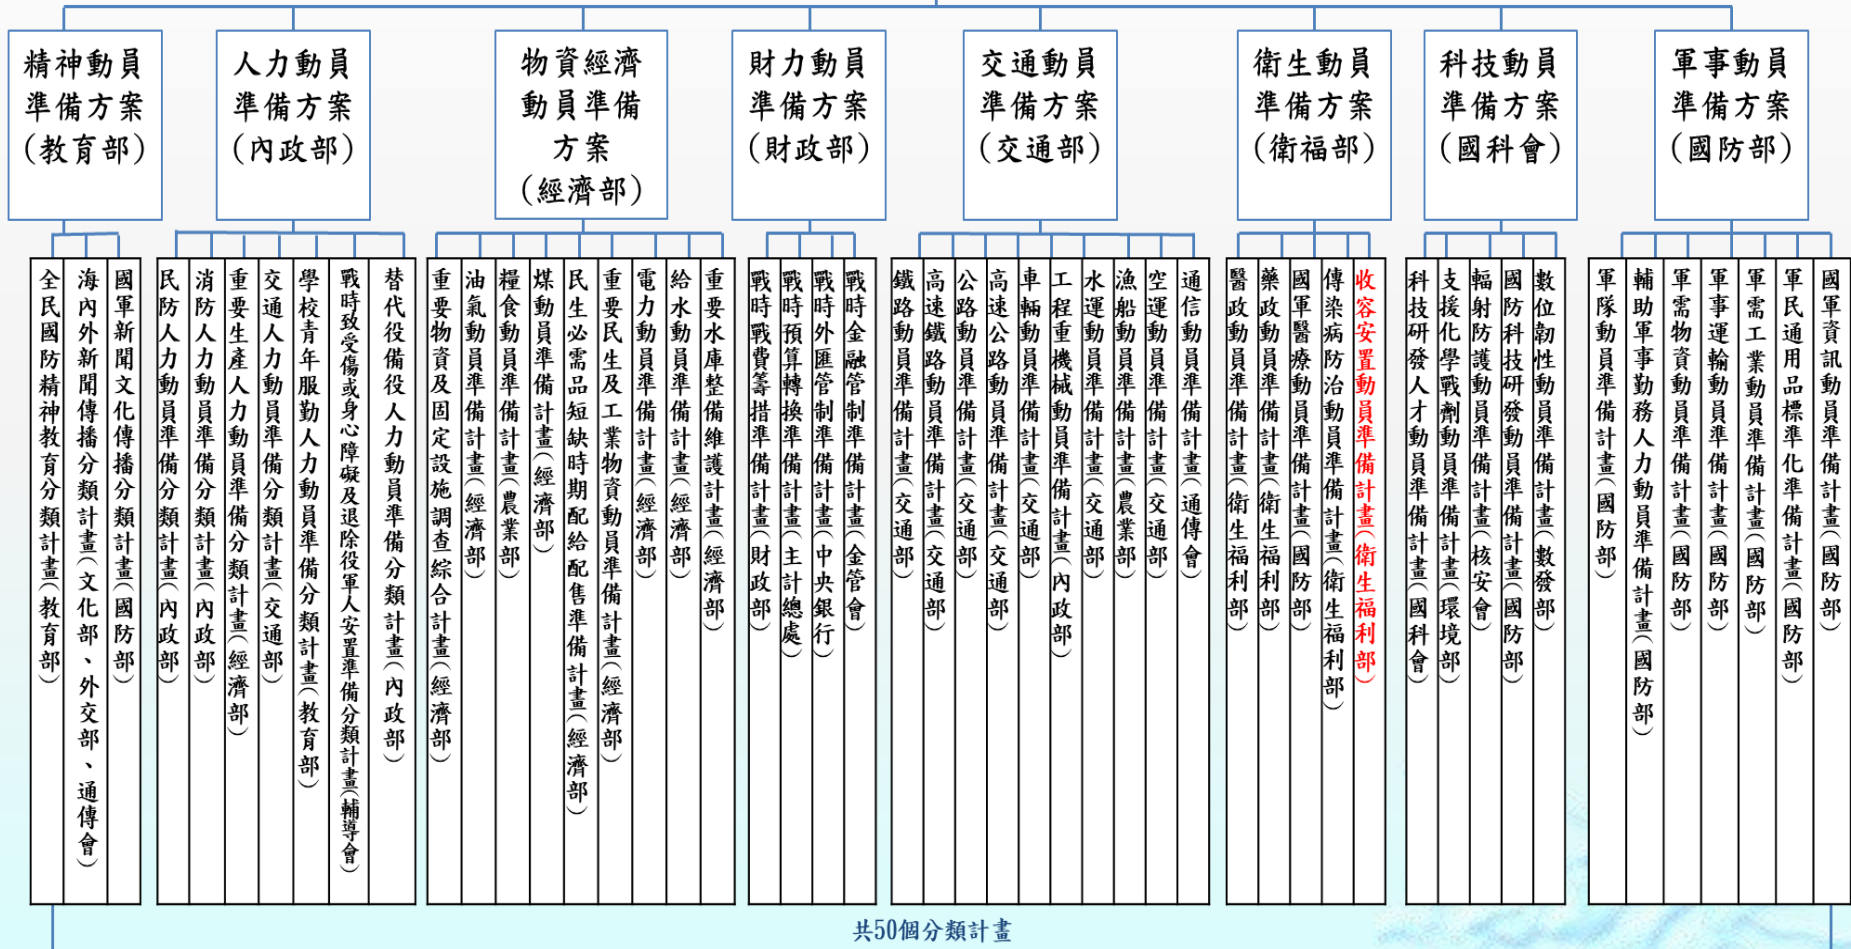 精神動員
準備方案
(教育部)
人力動員
準備方案
(內政部)
物資經濟
動員準備
方案
(經濟部)
財力動員
準備方案
(財政部)
交通動員
準備方案
(交通部)
衛生動員
準備方案
(衛福部)
科技動員
準備方案
(國科會)
軍事動員
準備方案
(國防部)
全民國防精神教育分類計畫(教育部)
海內外新聞傳播分類計畫(文化部、外交部、通傳會)
國軍新聞文化傳播分類計畫(國防部)
民防人力動員準備分類計畫(內政部)
消防人力動員準備分類計畫(內政部)
重要生產人力動員準備分類計畫(經濟部)
交通人力動員準備分類計畫(交通部)
學校青年服勤人力動員準備分類計畫(教育部)
戰時致受傷或身心障礙及退除役軍人安置準備分類計畫(輔導會)
替代役備役人力動員準備分類計畫(內政部)
重要物資及固定設施調查綜合計畫(經濟部)
油氣動員準備計畫(經濟部)
糧食動員準備計畫(農業部)
煤動員準備計畫(經濟部)
民生必需品短缺時期配給配售準備計畫(經濟部)
重要民生及工業物資動員準備計畫(經濟部)
電力動員準備計畫(經濟部)
給水動員準備計畫(經濟部)
重要水庫整備維護計畫(經濟部)
戰時戰費籌措準備計畫(財政部)
戰時預算轉換準備計畫(主計總處)
戰時外匯管制準備計畫(中央銀行)
戰時金融管制準備計畫(金管會)
鐵路動員準備計畫(交通部)
高速鐵路動員準備計畫(交通部)
公路動員準備計畫(交通部)
高速公路動員準備計畫(交通部)
車輛動員準備計畫(交通部)
工程重機械動員準備計畫(內政部)
水運動員準備計畫(交通部)
漁船動員準備計畫(農業部)
空運動員準備計畫(交通部)
通信動員準備計畫(通傳會)
醫政動員準備計畫(衛生福利部)
藥政動員準備計畫(衛生福利部)
國軍醫療動員準備計畫(國防部)
傳染病防治動員準備計畫(衛生福利部)
收容安置動員準備計畫(衛生福利部)
科技研發人才動員準備計畫(國科會)
支援化學戰劑動員準備計畫(環境部)
輻射防護動員準備計畫(核安會)
國防科技研發動員準備計畫(國防部)
數位韌性動員準備計畫(數發部)
軍隊動員準備計畫(國防部)
輔助軍事勤務人力動員準備計畫(國防部)
軍需物資動員準備計畫(國防部)
軍事運輸動員準備計畫(國防部)
軍需工業動員準備計畫(國防部)
軍民通用品標準化準備計畫(國防部)
國軍資訊動員準備計畫(國防部)
共50個分類計畫